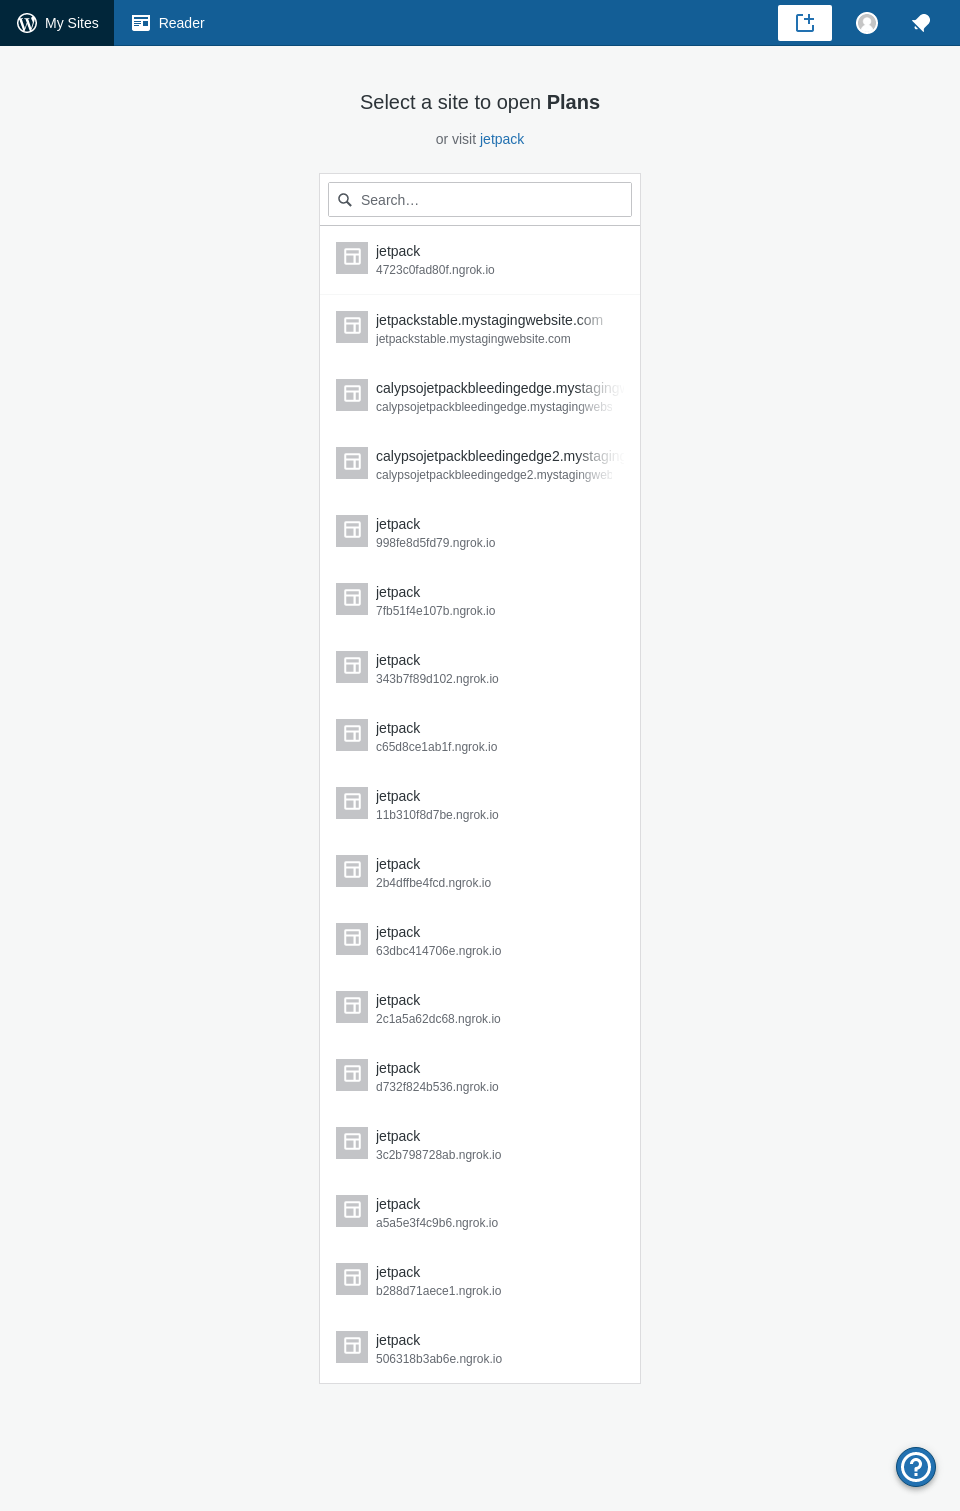 My Sites
Reader
Select a site to open Plans
or visit jetpack
Search…
jetpack
4723c0fad80f.ngrok.io
jetpackstable.mystagingwebsite.com
jetpackstable.mystagingwebsite.com
calypsojetpackbleedingedge.mystaging
calypsojetpackbleedingedge.mystagingwebs
calypsojetpackbleedingedge2.mystaging
calypsojetpackbleedingedge2.mystagingweb
jetpack
998fe8d5fd79.ngrok.io
jetpack
7fb51f4e107b.ngrok.io
jetpack
343b7f89d102.ngrok.io
jetpack
c65d8ce1ab1f.ngrok.io
jetpack
11b310f8d7be.ngrok.io
jetpack
2b4dffbe4fcd.ngrok.io
jetpack
63dbc414706e.ngrok.io
jetpack
2c1a5a62dc68.ngrok.io
jetpack
d732f824b536.ngrok.io
jetpack
3c2b798728ab.ngrok.io
jetpack
a5a5e3f4c9b6.ngrok.io
jetpack
b288d71aece1.ngrok.io
jetpack
506318b3ab6e.ngrok.io